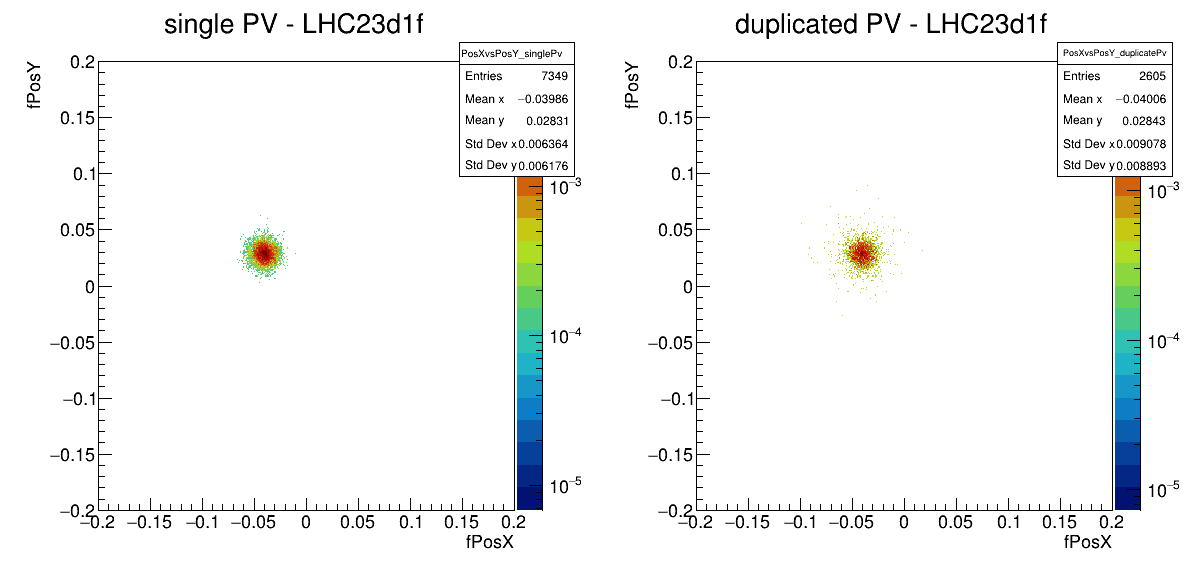 single PV - LHC23d1f
PosXvsPosY_singlePv
Entries 7349
Mean x −0.03986
Mean y 0.02831
Std Dev x 0.006364
Std Dev y 0.006176
fPosY
0.2
0.15
0.1
0.05
0
−0.05
−0.1
−0.15
−0.2
−0.2 −0.15 −0.1 −0.05 0 0.05 0.1 0.15 0.2
fPosX
10⁻³
10⁻⁴
10⁻⁵
duplicated PV - LHC23d1f
PosXvsPosY_duplicatePv
Entries 2605
Mean x −0.04006
Mean y 0.02843
Std Dev x 0.009078
Std Dev y 0.008893
fPosY
0.2
0.15
0.1
0.05
0
−0.05
−0.1
−0.15
−0.2
−0.2 −0.15 −0.1 −0.05 0 0.05 0.1 0.15 0.2
fPosX
10⁻³
10⁻⁴
10⁻⁵